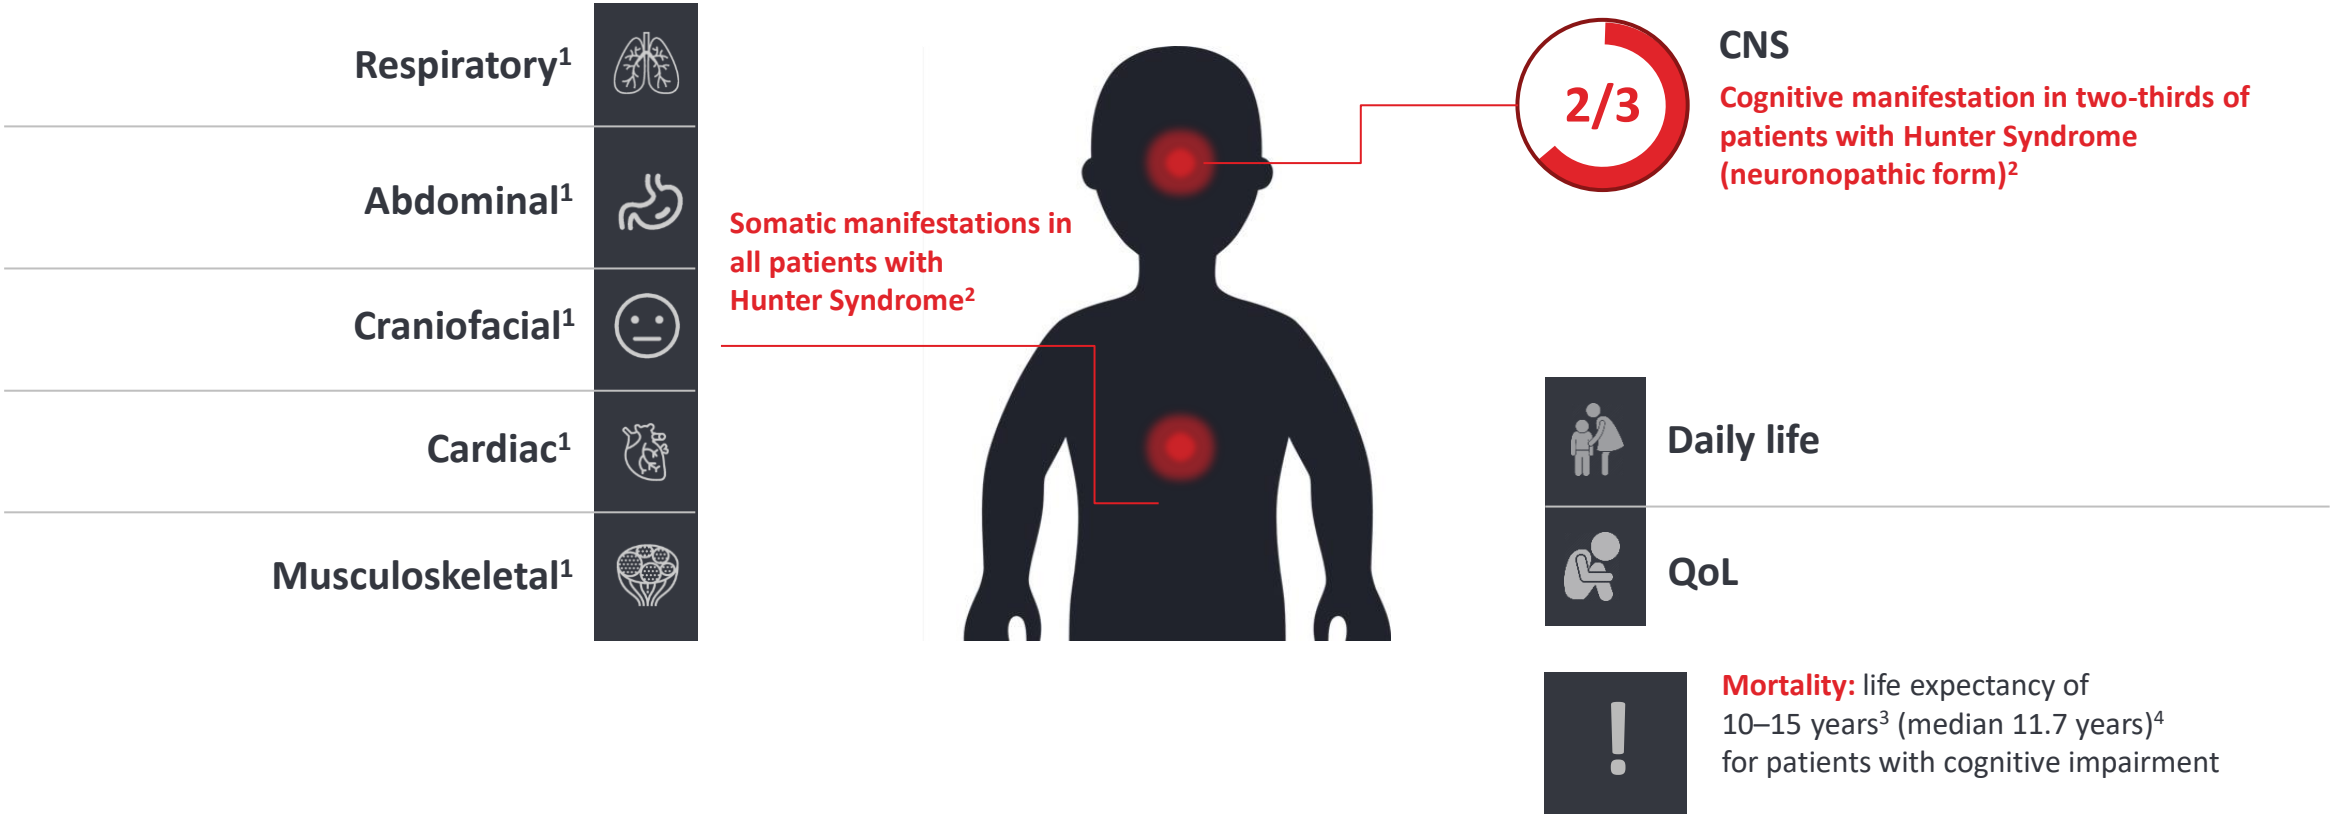 Respiratory¹
Abdominal¹
Craniofacial¹
Cardiac¹
Musculoskeletal¹
Somatic manifestations in
all patients with
Hunter Syndrome²
2/3
CNS
Cognitive manifestation in two-thirds of
patients with Hunter Syndrome
(neuronopathic form)²
Daily life
QoL
!
Mortality: life expectancy of
10–15 years³ (median 11.7 years)⁴
for patients with cognitive impairment